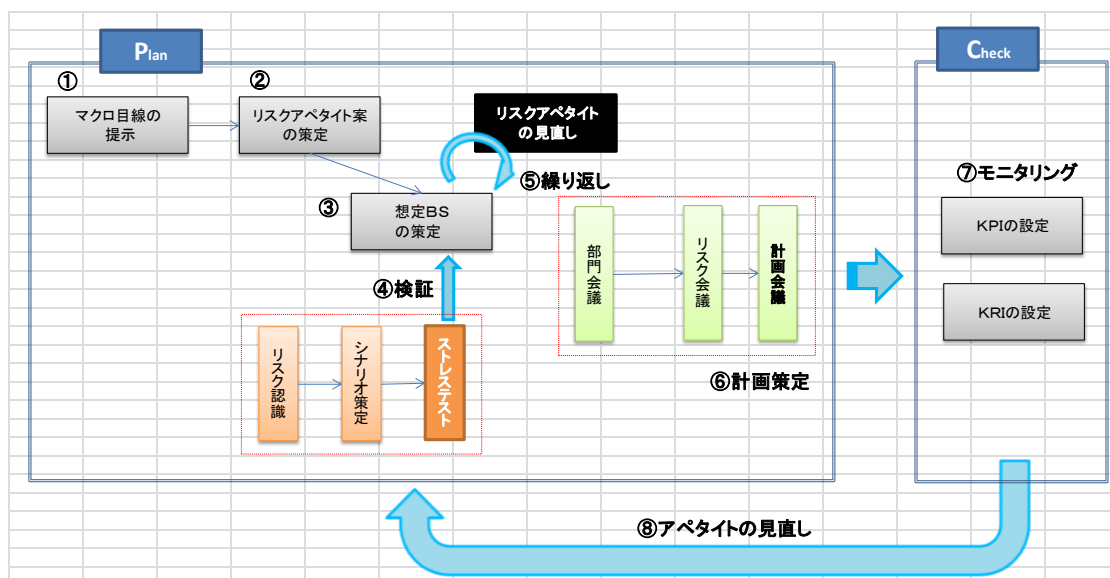 Plan
Check
①
②
マクロ目線の
提示
リスクアペタイト案
の策定
リスクアペタイト
の見直し
⑤繰り返し
③
想定BS
の策定
④検証
リスク認識
シナリオ策定
ストレステスト
部門会議
リスク会議
計画会議
⑥計画策定
⑦モニタリング
KPIの設定
KRIの設定
⑧アペタイトの見直し